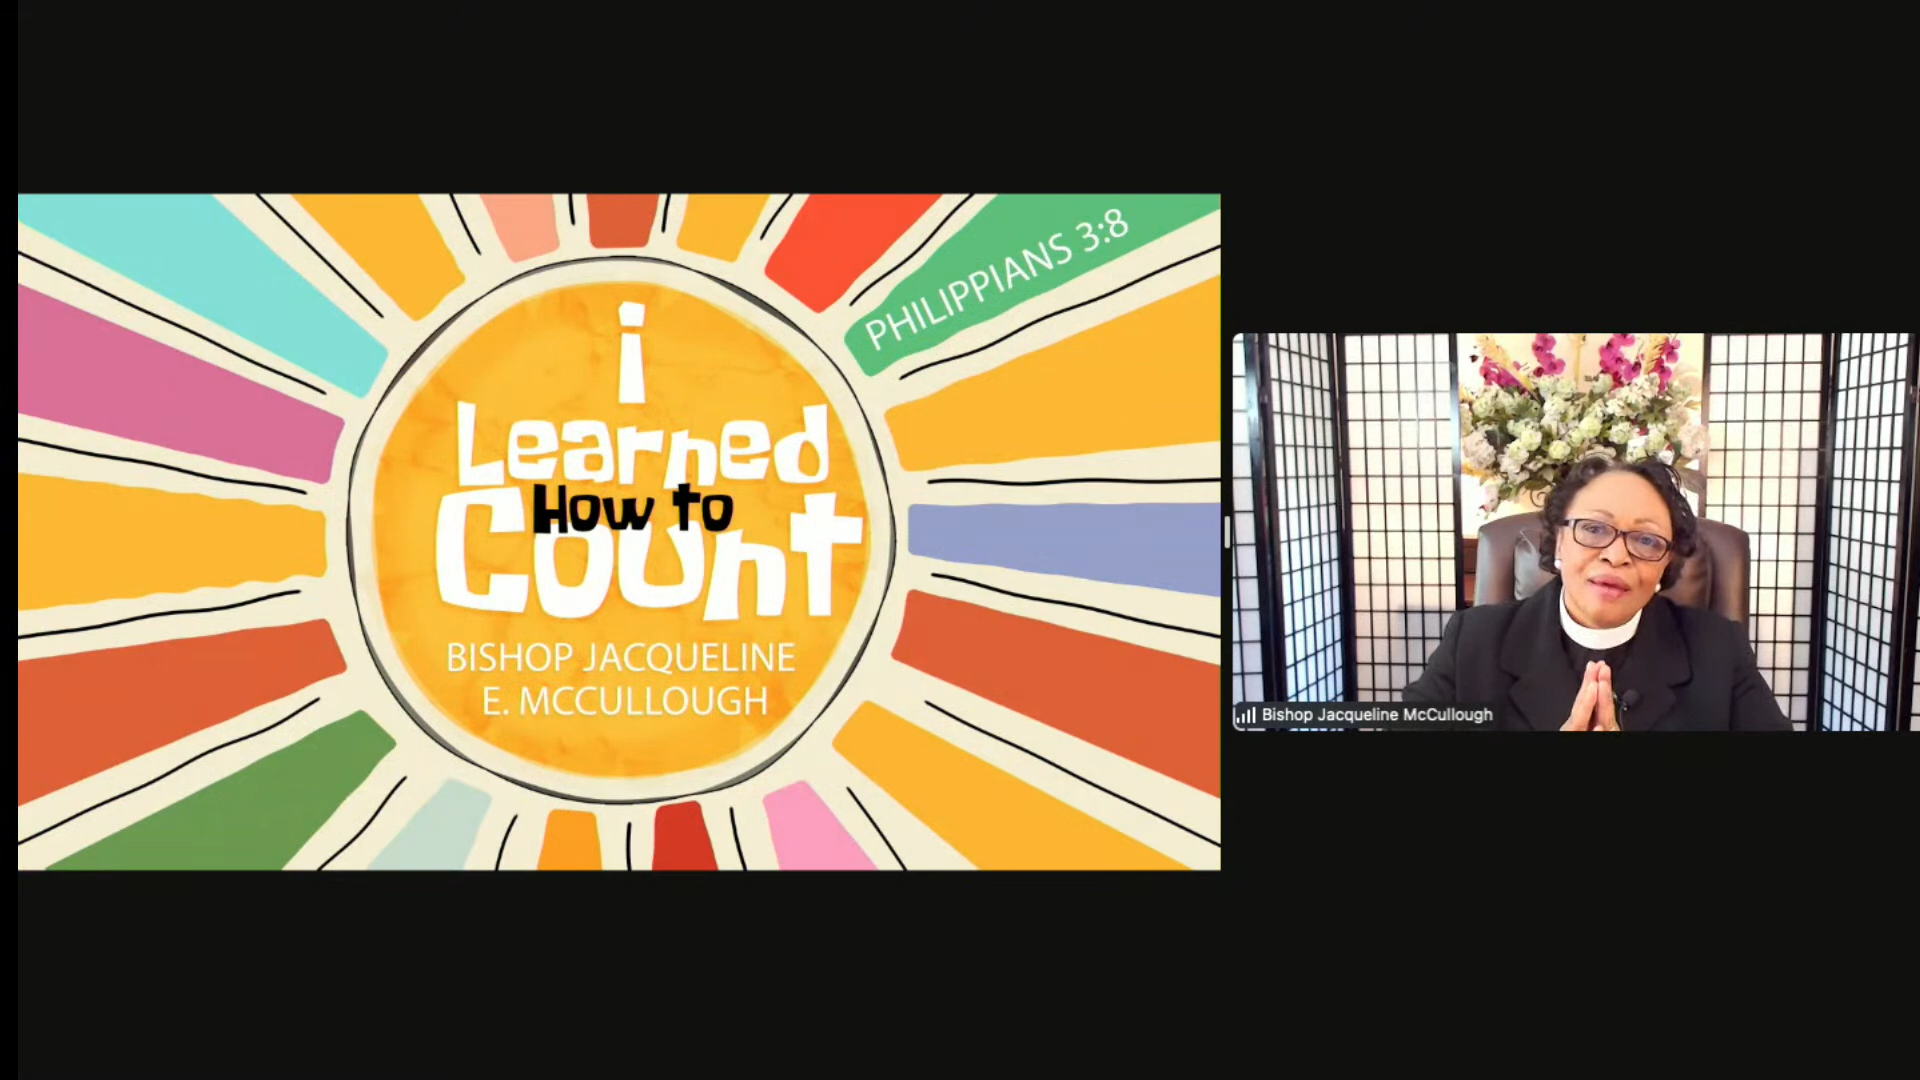 PHILIPPIANS 3:8
i
Learned
How to
Count
BISHOP JACQUELINE
E. MCCULLOUGH
Bishop Jacqueline McCullough